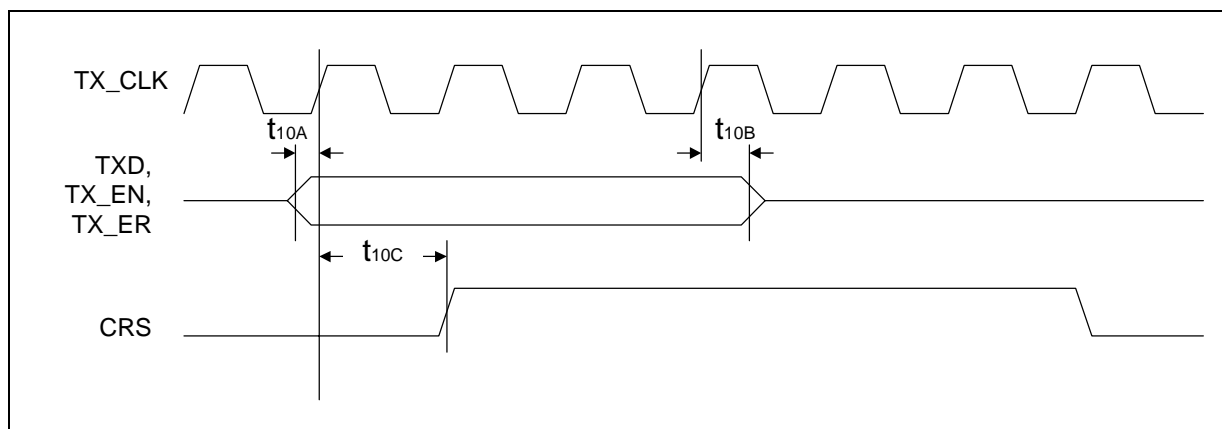 TX_CLK
t10A
t10B
TXD,
TX_EN,
TX_ER
t10C
CRS